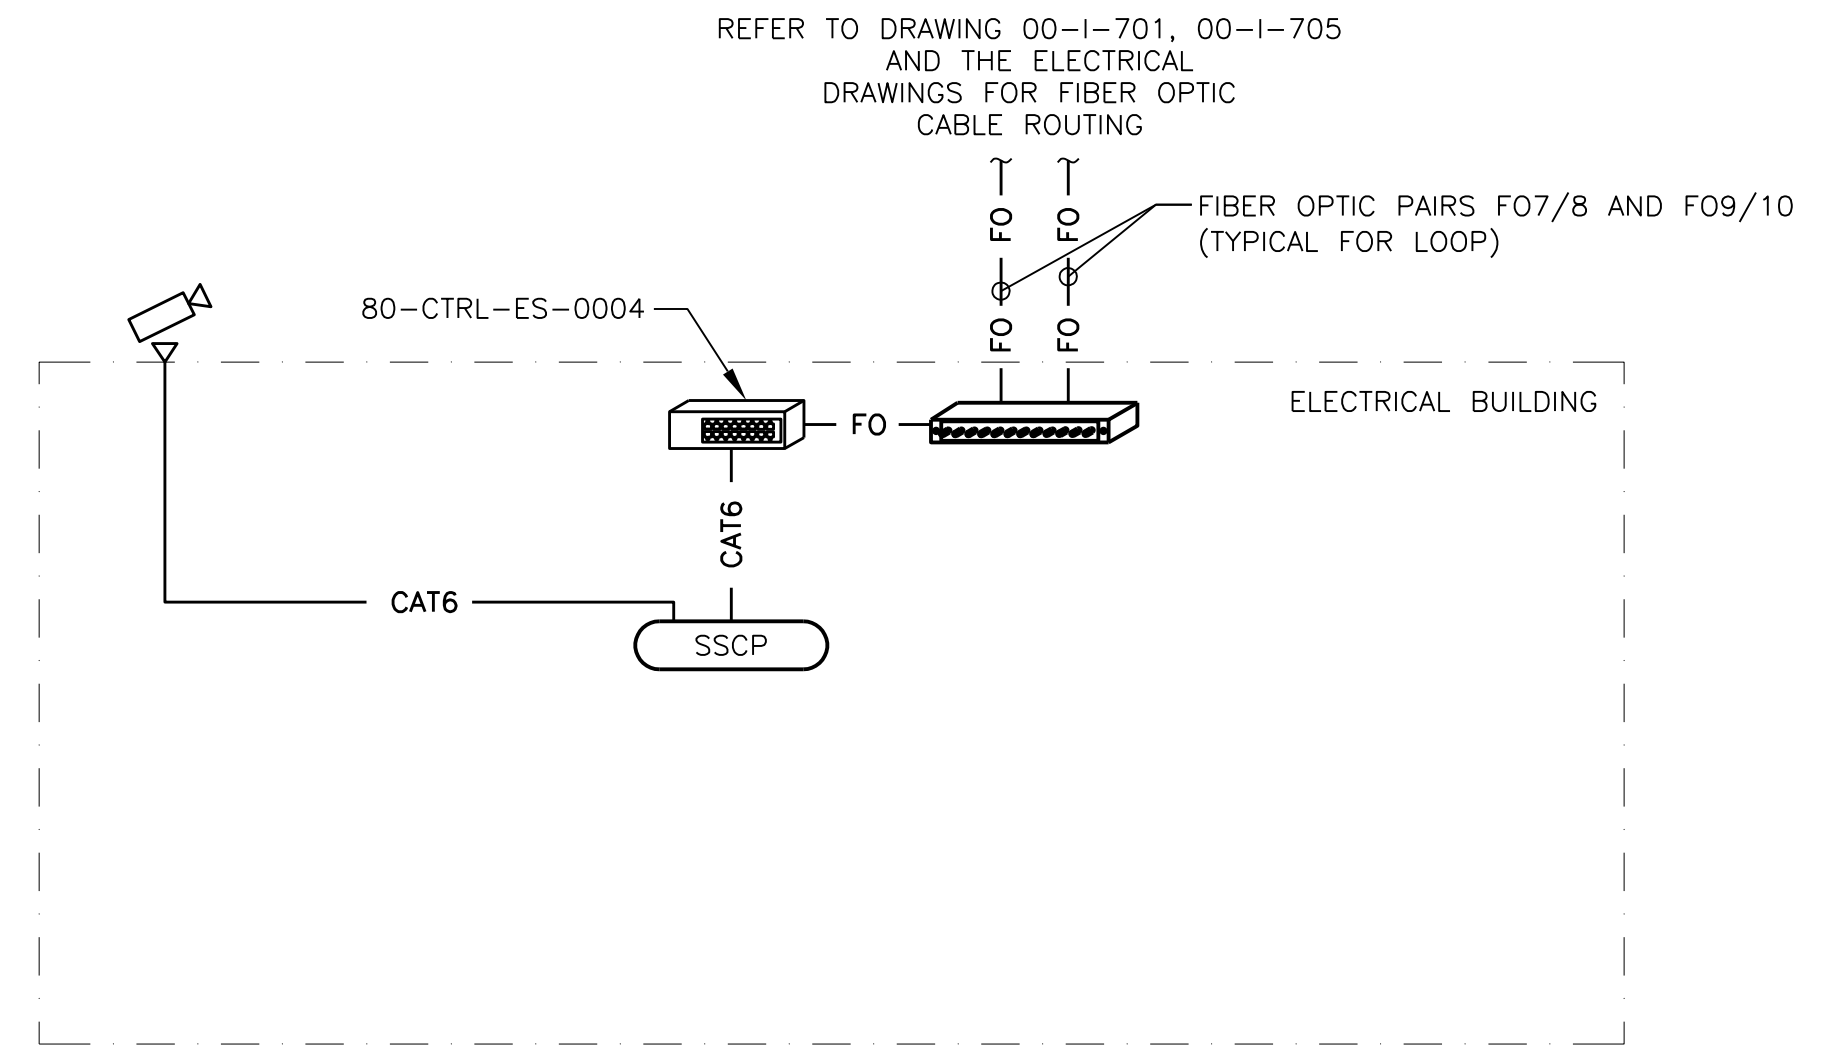 REFER TO DRAWING 00-I-701, 00-I-705
AND THE ELECTRICAL
DRAWINGS FOR FIBER OPTIC
CABLE ROUTING
FO
FO
FIBER OPTIC PAIRS FO7/8 AND FO9/10
(TYPICAL FOR LOOP)
80-CTRL-ES-0004
FO
FO
ELECTRICAL BUILDING
FO
CAT6
CAT6
SSCP